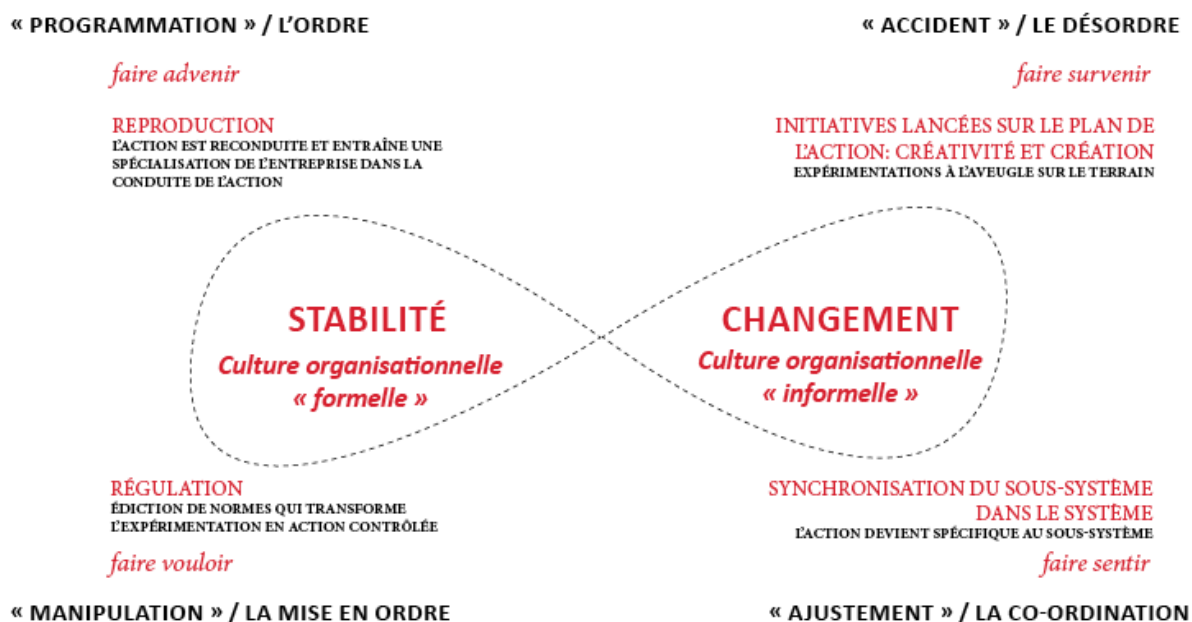 « PROGRAMMATION » / L'ORDRE
faire advenir
REPRODUCTION
L'ACTION EST RECONDUITE ET ENTRAÎNE UNE
SPÉCIALISATION DE L'ENTREPRISE DANS LA
CONDUITE DE L'ACTION
« ACCIDENT » / LE DÉSORDRE
faire survenir
INITIATIVES LANCÉES SUR LE PLAN DE
L'ACTION: CRÉATIVITÉ ET CRÉATION
EXPÉRIMENTATIONS À L'AVEUGLE SUR LE TERRAIN
STABILITÉ
Culture organisationnelle
« formelle »
CHANGEMENT
Culture organisationnelle
« informelle »
RÉGULATION
ÉDICTION DE NORMES QUI TRANSFORME
L'EXPÉRIMENTATION EN ACTION CONTRÔLÉE
faire vouloir
« MANIPULATION » / LA MISE EN ORDRE
SYNCHRONISATION DU SOUS-SYSTÈME
DANS LE SYSTÈME
L'ACTION DEVIENT SPÉCIFIQUE AU SOUS-SYSTÈME
faire sentir
« AJUSTEMENT » / LA CO-ORDINATION